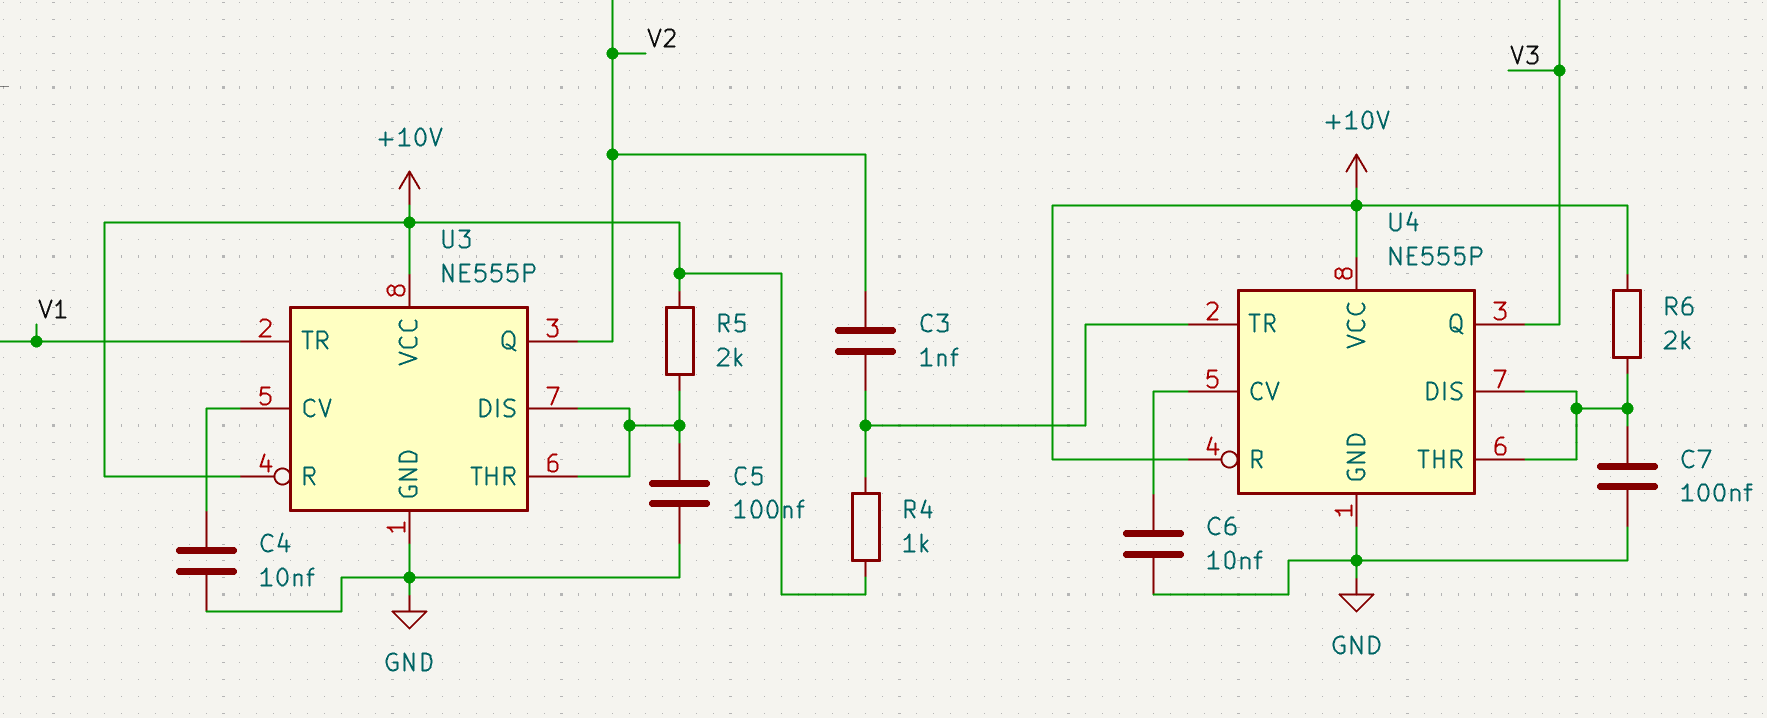 V2
V3
+10V
+10V
U3
NE555P
U4
NE555P
V1
8
2
TR
VCC
Q
3
5
CV
DIS
7
4
R
GND
THR
6
1
R5
2k
C3
1nf
C5
100nf
R4
1k
C4
10nf
GND
8
2
TR
VCC
Q
3
5
CV
DIS
7
4
R
GND
THR
6
1
R6
2k
C7
100nf
C6
10nf
GND